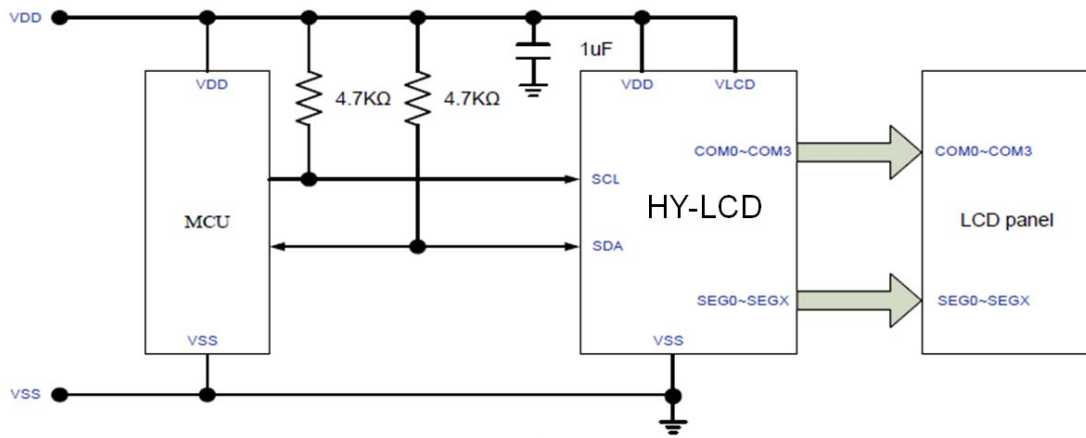 VDD
1uF
VDD
VDD
VLCD
4.7KΩ
4.7KΩ
COM0~COM3
COM0~COM3
SCL
HY-LCD
MCU
LCD panel
SDA
SEG0~SEGX
SEG0~SEGX
VSS
VSS
VSS